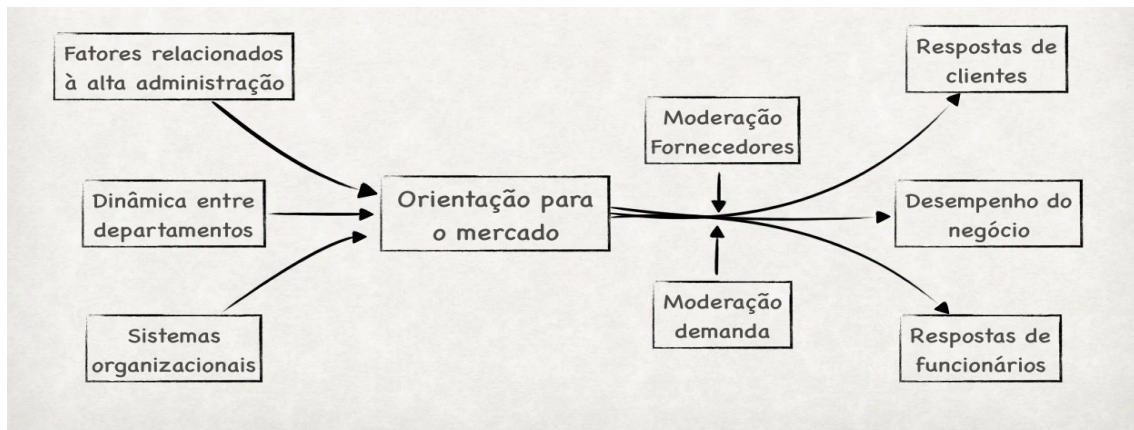 Fatores relacionados
à alta administração
Dinâmica entre
departamentos
Sistemas
organizacionais
Orientação para
o mercado
Moderação
Fornecedores
Moderação
demanda
Respostas de
clientes
Desempenho do
negócio
Respostas de
funcionários